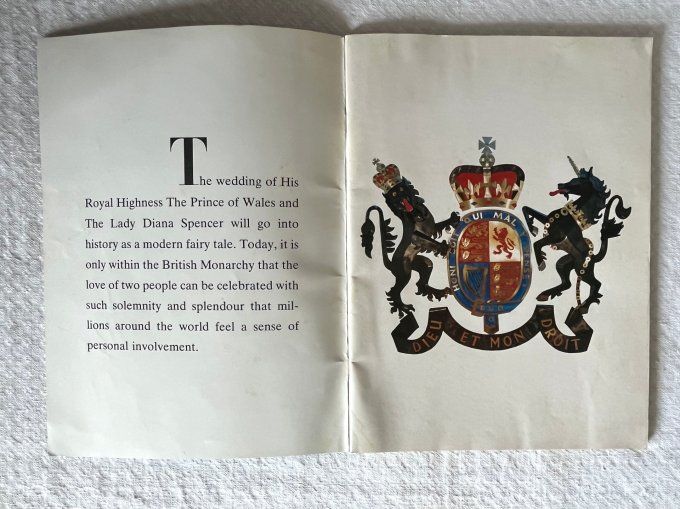 The wedding of His
Royal Highness The Prince of Wales and
The Lady Diana Spencer will go into
history as a modern fairy tale. Today, it is
only within the British Monarchy that the
love of two people can be celebrated with
such solemnity and splendour that mil-
lions around the world feel a sense of
personal involvement.
QUI MAL
DIEU ET MON DROIT